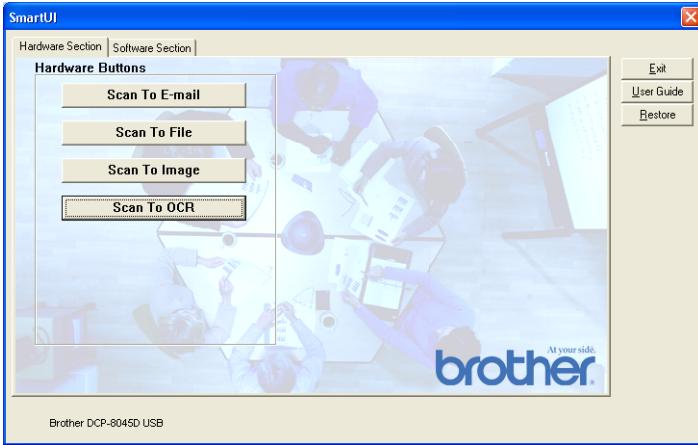 SmartUI
Hardware Section
Software Section
Hardware Buttons
Scan To E-mail
Scan To File
Scan To Image
Scan To OCR
Exit
User Guide
Restore
At your side.
brother.
Brother DCP-8045D USB